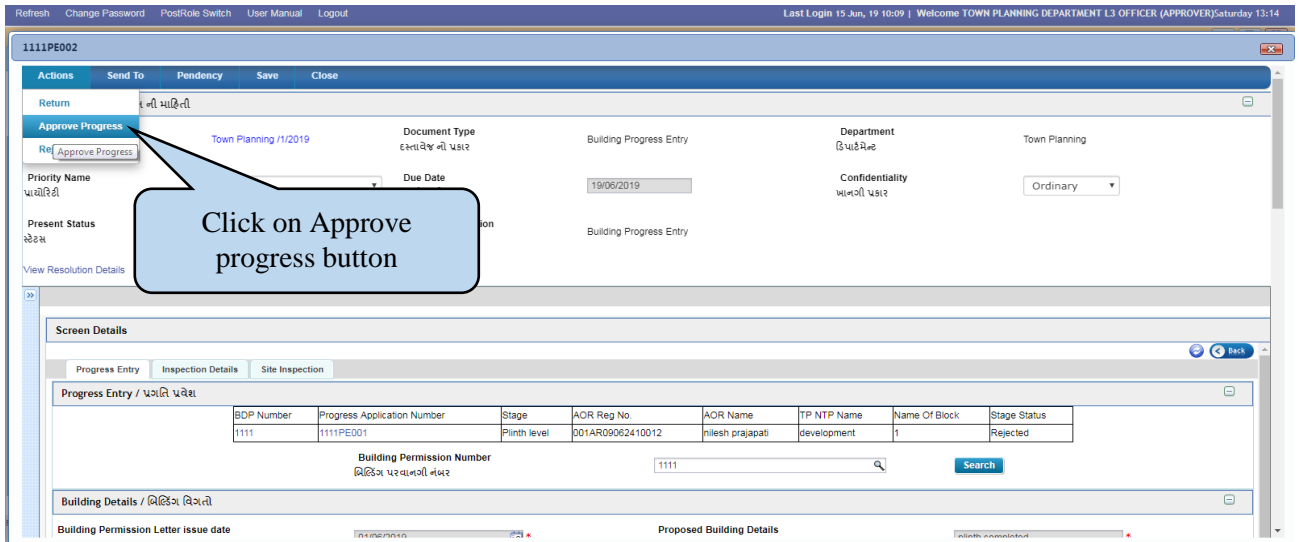 Refresh Change Password PostRole Switch User Manual Logout Last Login 15 Jun, 19 10:09 | Welcome TOWN PLANNING DEPARTMENT L3 OFFICER (APPROVER)Saturday 13:14
1111PE002
Actions Send To Pendency Save Close
Return ની માહિતી
Approve Progress
Approve Progress
Town Planning /1/2019
Document Type Building Progress Entry Department Town Planning
દસ્તાવેજ નો પ્રકાર ડિપાર્ટમેન્ટ
Priority Name Due Date 19/06/2019 Confidentiality Ordinary
પ્રાયોરિટી ખાનગી પ્રકાર
Present Status Building Progress Entry
સ્ટેટસ
View Resolution Details
Click on Approve
progress button
Screen Details
Back
Progress Entry Inspection Details Site Inspection
Progress Entry / પ્રગતિ પ્રવેશ
BDP Number Progress Application Number Stage AOR Reg No. AOR Name TP NTP Name Name Of Block Stage Status
1111 1111PE001 Plinth level 001AR09062410012 nilesh prajapati development 1 Rejected
Building Permission Number 1111 Search
બિલ્ડિંગ પરવાનગી નંબર
Building Details / બિલ્ડિંગ વિગતો
Building Permission Letter issue date 01/06/2019 * Proposed Building Details plinth completed *